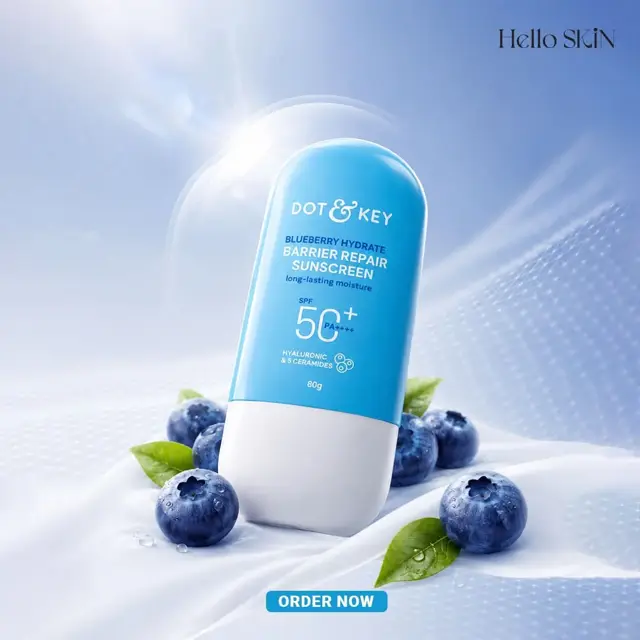 Hello SKiN
DOT & KEY
BLUEBERRY HYDRATE
BARRIER REPAIR
SUNSCREEN
long-lasting moisture
SPF
50+
PA++++
HYALURONIC
& 5 CERAMIDES
80g
ORDER NOW